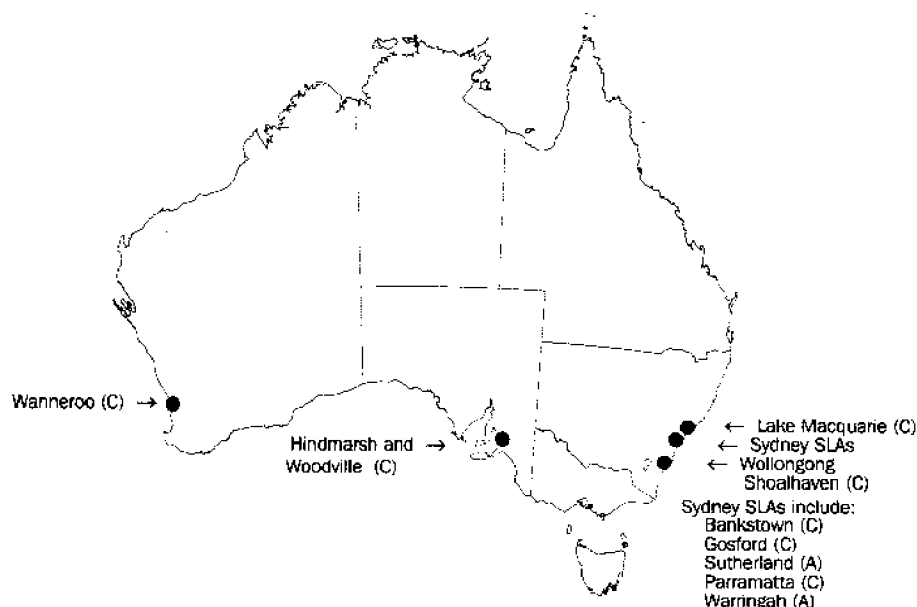 Wanneroo (C) →
Hindmarsh and →
Woodville (C)
← Lake Macquarie (C)
← Sydney SLAs
← Wollongong
Shoalhaven (C)
Sydney SLAs include:
Bankstown (C)
Gosford (C)
Sutherland (A)
Parramatta (C)
Warringah (A)